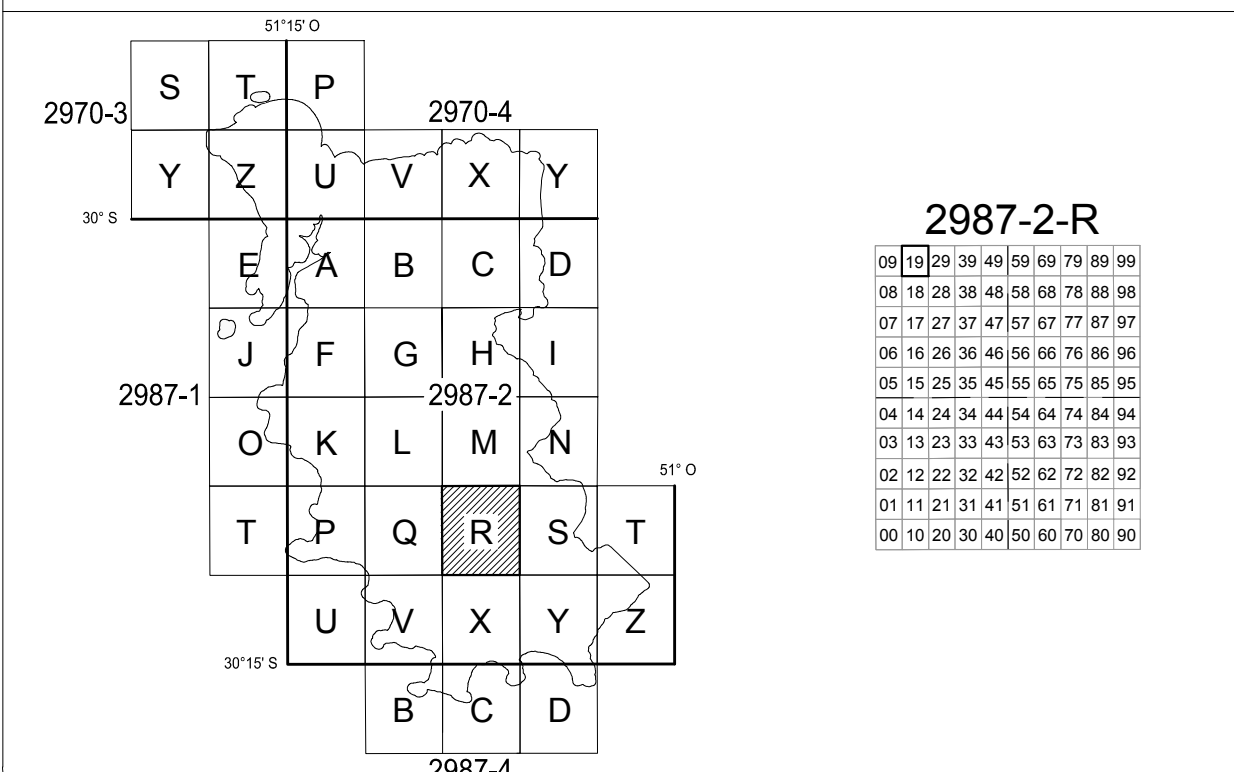 51°15' O
S T P
2970-3 2970-4
Y Z U V X Y
30° S
E A B C D
J F G H I
2987-1 2987-2
O K L M N
51° O
T P Q R S T
U V X Y Z
30°15' S
B C D
2987-4
2987-2-R
09 19 29 39 49 59 69 79 89 99
08 18 28 38 48 58 68 78 88 98
07 17 27 37 47 57 67 77 87 97
06 16 26 36 46 56 66 76 86 96
05 15 25 35 45 55 65 75 85 95
04 14 24 34 44 54 64 74 84 94
03 13 23 33 43 53 63 73 83 93
02 12 22 32 42 52 62 72 82 92
01 11 21 31 41 51 61 71 81 91
00 10 20 30 40 50 60 70 80 90